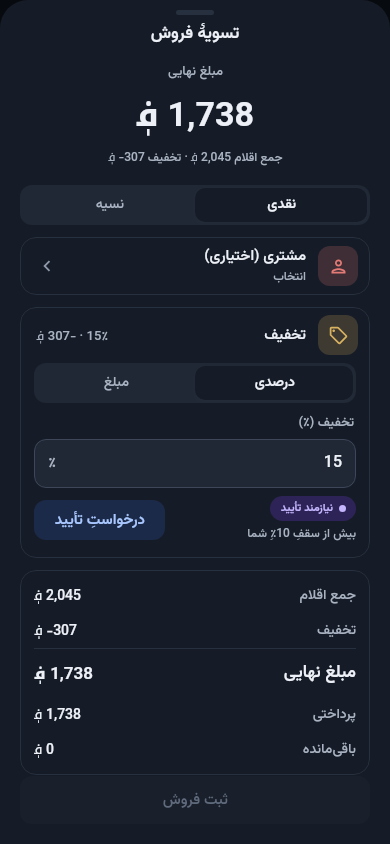 تسویهٔ فروش
مبلغ نهایی
1,738 ؋
جمع اقلام 2,045 ؋ · تخفیف 307− ؋
نقدی
نسیه
مشتری (اختیاری)
انتخاب
تخفیف
15٪ · −307 ؋
درصدی
مبلغ
تخفیف (٪)
15
٪
نیازمند تأیید
بیش از سقفِ 10٪ِ شما
درخواستِ تأیید
جمع اقلام
2,045 ؋
تخفیف
−307 ؋
مبلغ نهایی
1,738 ؋
پرداختی
1,738 ؋
باقی‌مانده
0 ؋
ثبت فروش